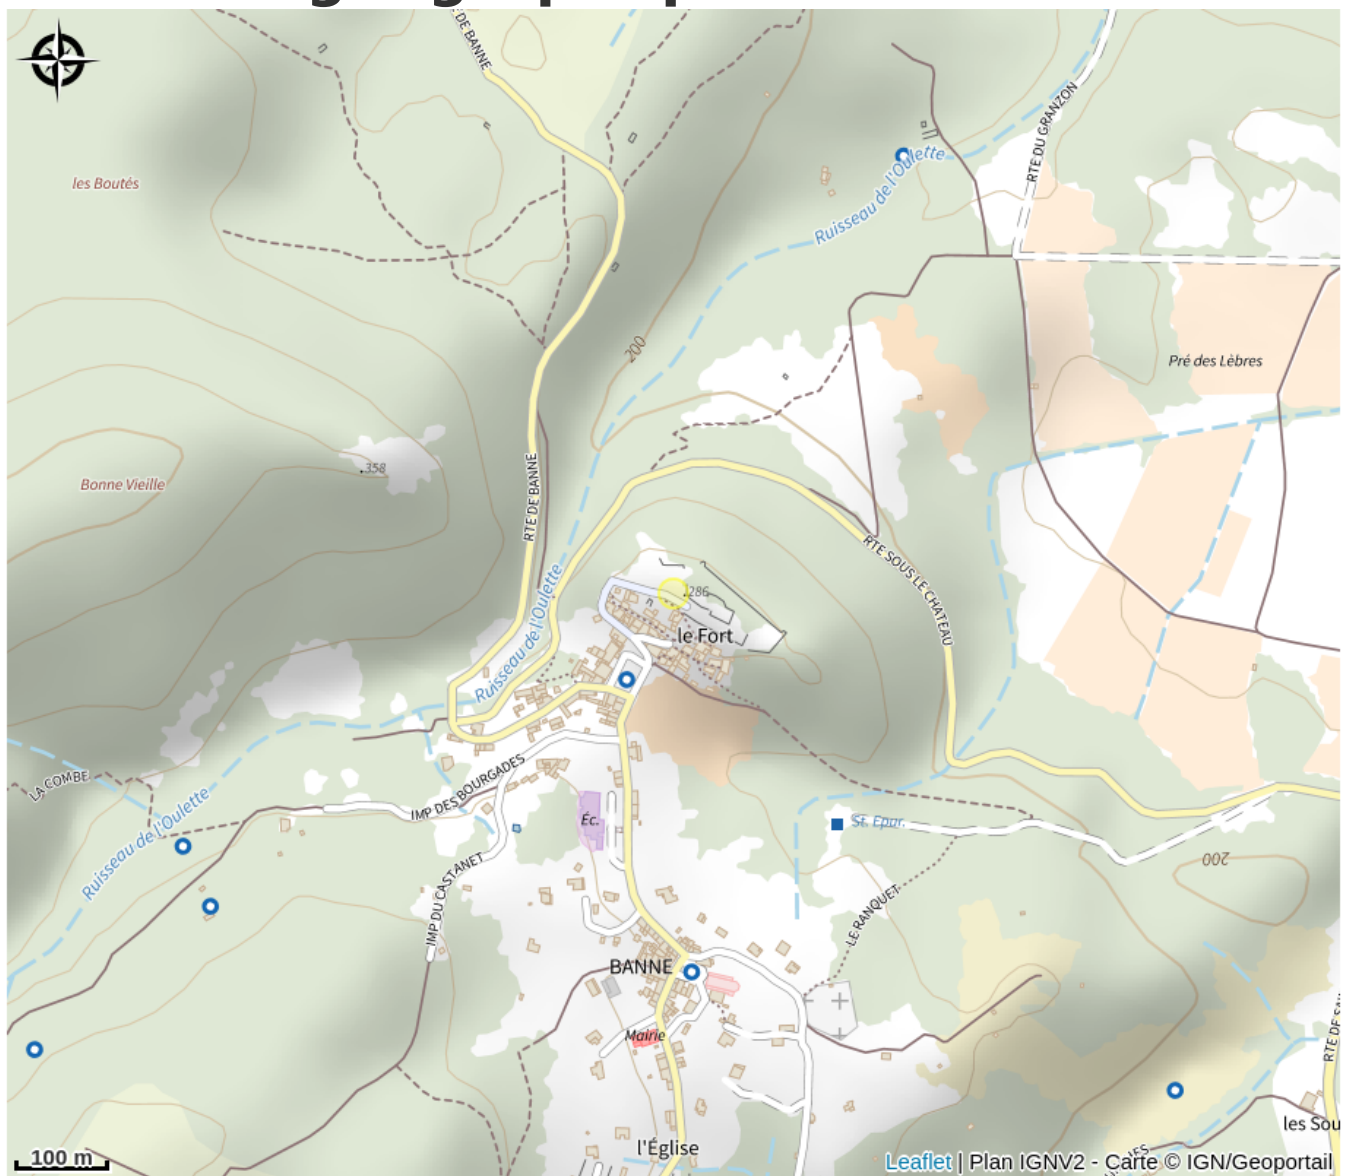 DE BANNE
RTE DU GRANZON
Ruisseau de l'Oulette
les Boutés
200
Pré des Lèbres
.358
Bonne Vieille
RTE DE BANNE
RTE SOUS LE CHATEAU
Ruisseau de l'Oulette
.286
le Fort
LA COMBE
IMP DES BOURGADES
Éc.
St. Epur.
Ruisseau de l'Oulette
200
IMP DU CASTANET
LE RANQUET
BANNE
Mairie
RTE DE
les Sou
l'Église
100 m
Leaflet | Plan IGNV2 - Carte © IGN/Geoportail